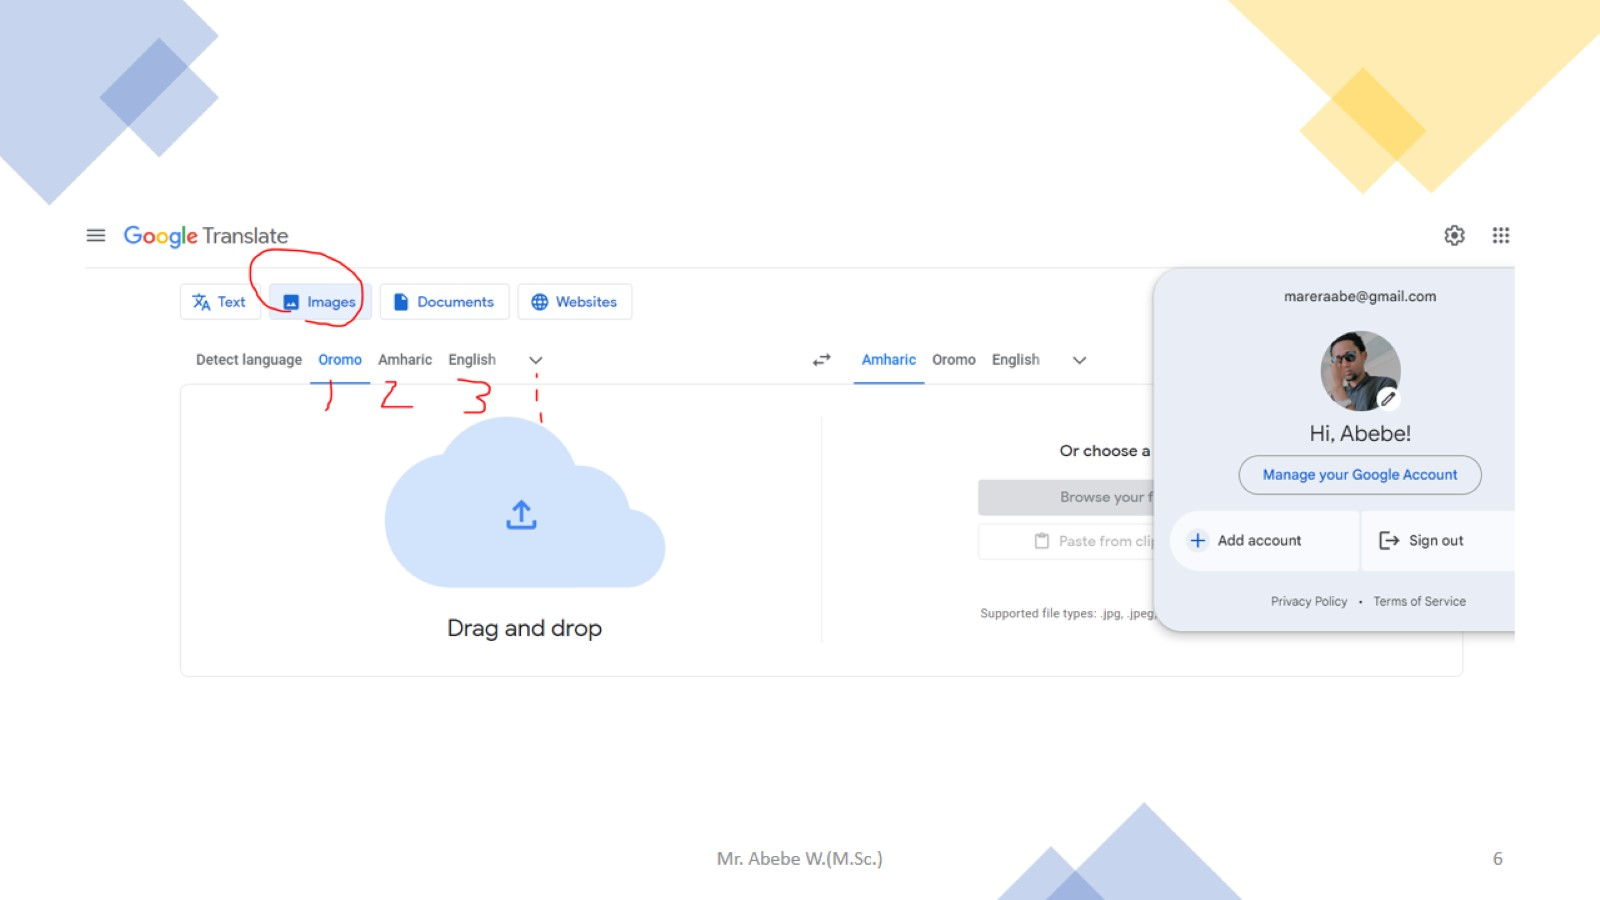 Google Translate
Text Images Documents Websites
Detect language Oromo Amharic English
Amharic Oromo English
1 2 3
Drag and drop
Or choose a
Browse your f
Paste from clip
Supported file types: .jpg, .jpeg,
mareraabe@gmail.com
Hi, Abebe!
Manage your Google Account
Add account
Sign out
Privacy Policy • Terms of Service
Mr. Abebe W.(M.Sc.)
6